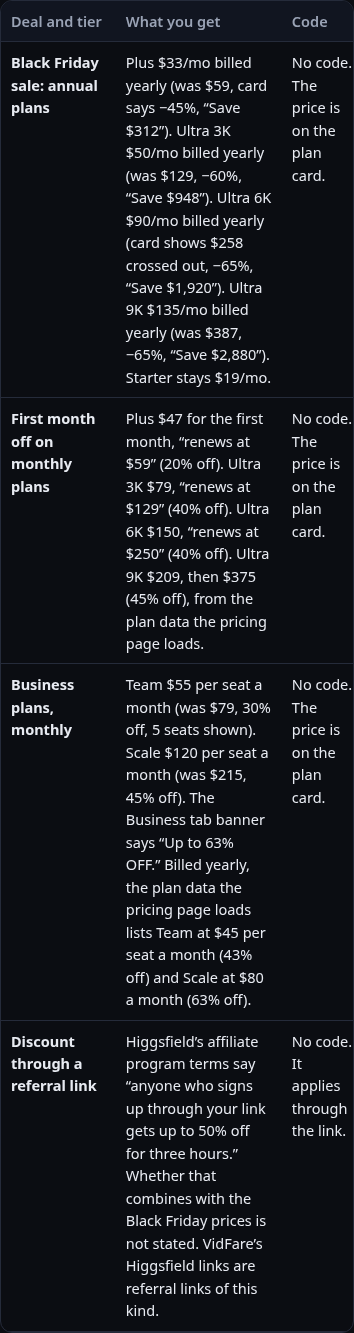 Deal and tier What you get Code
Black Friday
sale: annual
plans
Plus $33/mo billed
yearly (was $59, card
says −45%, “Save
$312”). Ultra 3K
$50/mo billed yearly
(was $129, −60%,
“Save $948”). Ultra 6K
$90/mo billed yearly
(card shows $258
crossed out, −65%,
“Save $1,920”). Ultra
9K $135/mo billed
yearly (was $387,
−65%, “Save $2,880”).
Starter stays $19/mo.
No code.
The
price is
on the
plan
card.
First month
off on
monthly
plans
Plus $47 for the first
month, “renews at
$59” (20% off). Ultra
3K $79, “renews at
$129” (40% off). Ultra
6K $150, “renews at
$250” (40% off). Ultra
9K $209, then $375
(45% off), from the
plan data the pricing
page loads.
No code.
The
price is
on the
plan
card.
Business
plans,
monthly
Team $55 per seat a
month (was $79, 30%
off, 5 seats shown).
Scale $120 per seat a
month (was $215,
45% off). The
Business tab banner
says “Up to 63%
OFF.” Billed yearly,
the plan data the
pricing page loads
lists Team at $45 per
seat a month (43%
off) and Scale at $80
a month (63% off).
No code.
The
price is
on the
plan
card.
Discount
through a
referral link
Higgsfield’s affiliate
program terms say
“anyone who signs
up through your link
gets up to 50% off
for three hours.”
Whether that
combines with the
Black Friday prices is
not stated. VidFare’s
Higgsfield links are
referral links of this
kind.
No code.
It
applies
through
the link.